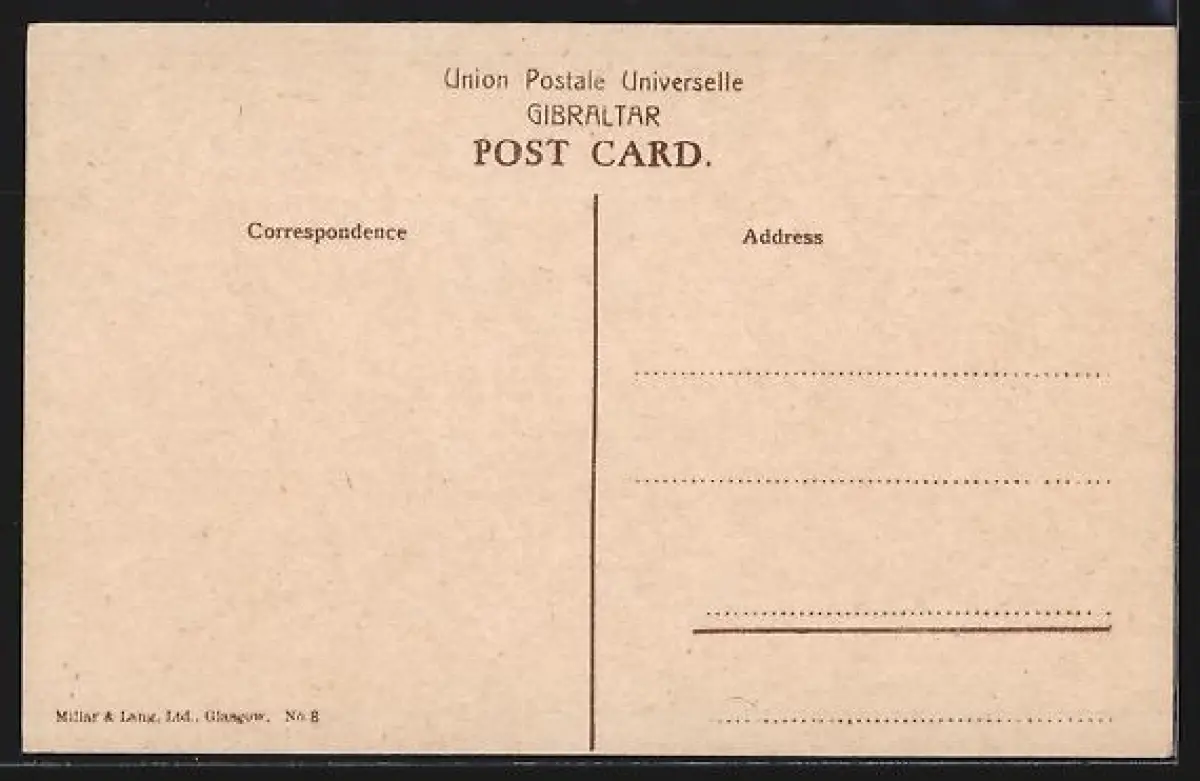 Union Postale Universelle
GIBRALTAR
POST CARD.
Correspondence
Address
Millar & Lang, Ltd., Glasgow. No. 8